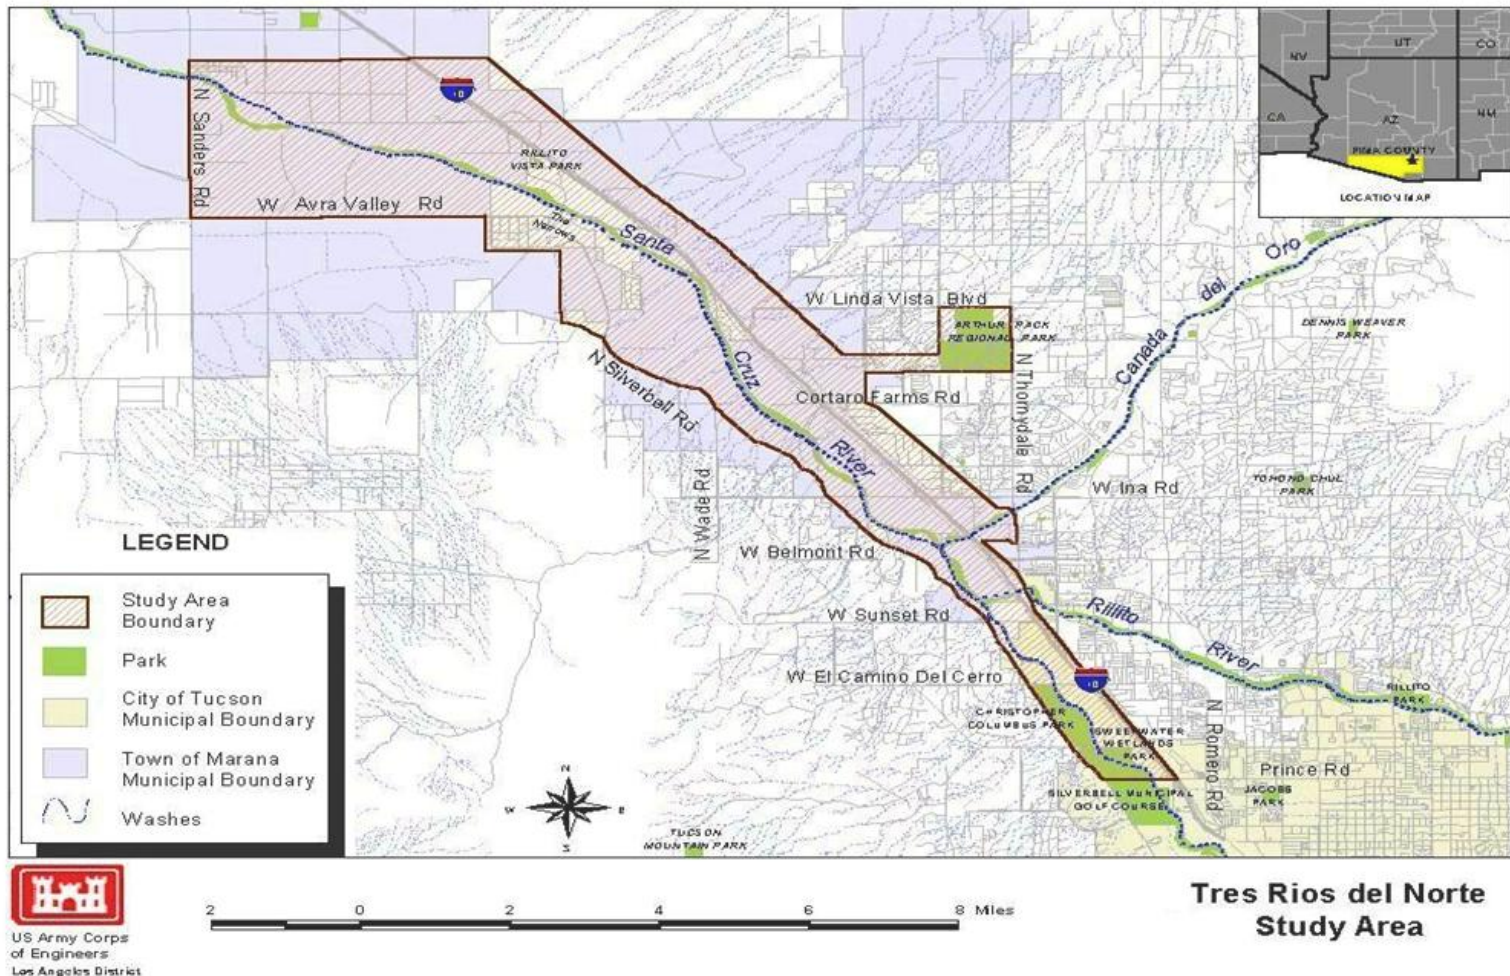 NV
UT
CO
CA
AZ
NM
PIMA COUNTY
LOCATION MAP
N Sanders Rd
RILLITO
VISTA PARK
W Avra Valley Rd
The
Narrows
Santa
Cruz
River
W Linda Vista Blvd
ARTHUR PACK
REGIONAL PARK
Canada
del
Oro
DENNIS WEAVER
PARK
N Silverbell Rd
Cortaro Farms Rd
N Thornydale Rd
N Wade Rd
W Ina Rd
TOHONO CHUL
PARK
W Belmont Rd
W Sunset Rd
Rillito
River
W El Camino Del Cerro
RILLITO
PARK
CHRISTOPHER
COLUMBUS PARK
SWEETWATER
WETLANDS
PARK
N Romero Rd
Prince Rd
SILVERBELL MUNICIPAL
GOLF COURSE
JACOBS
PARK
TUCSON
MOUNTAIN PARK
LEGEND
Study Area
Boundary
Park
City of Tucson
Municipal Boundary
Town of Marana
Municipal Boundary
Washes
N
W
E
S
US Army Corps
of Engineers
Los Angeles District
2 0 2 4 6 8 Miles
Tres Rios del Norte
Study Area